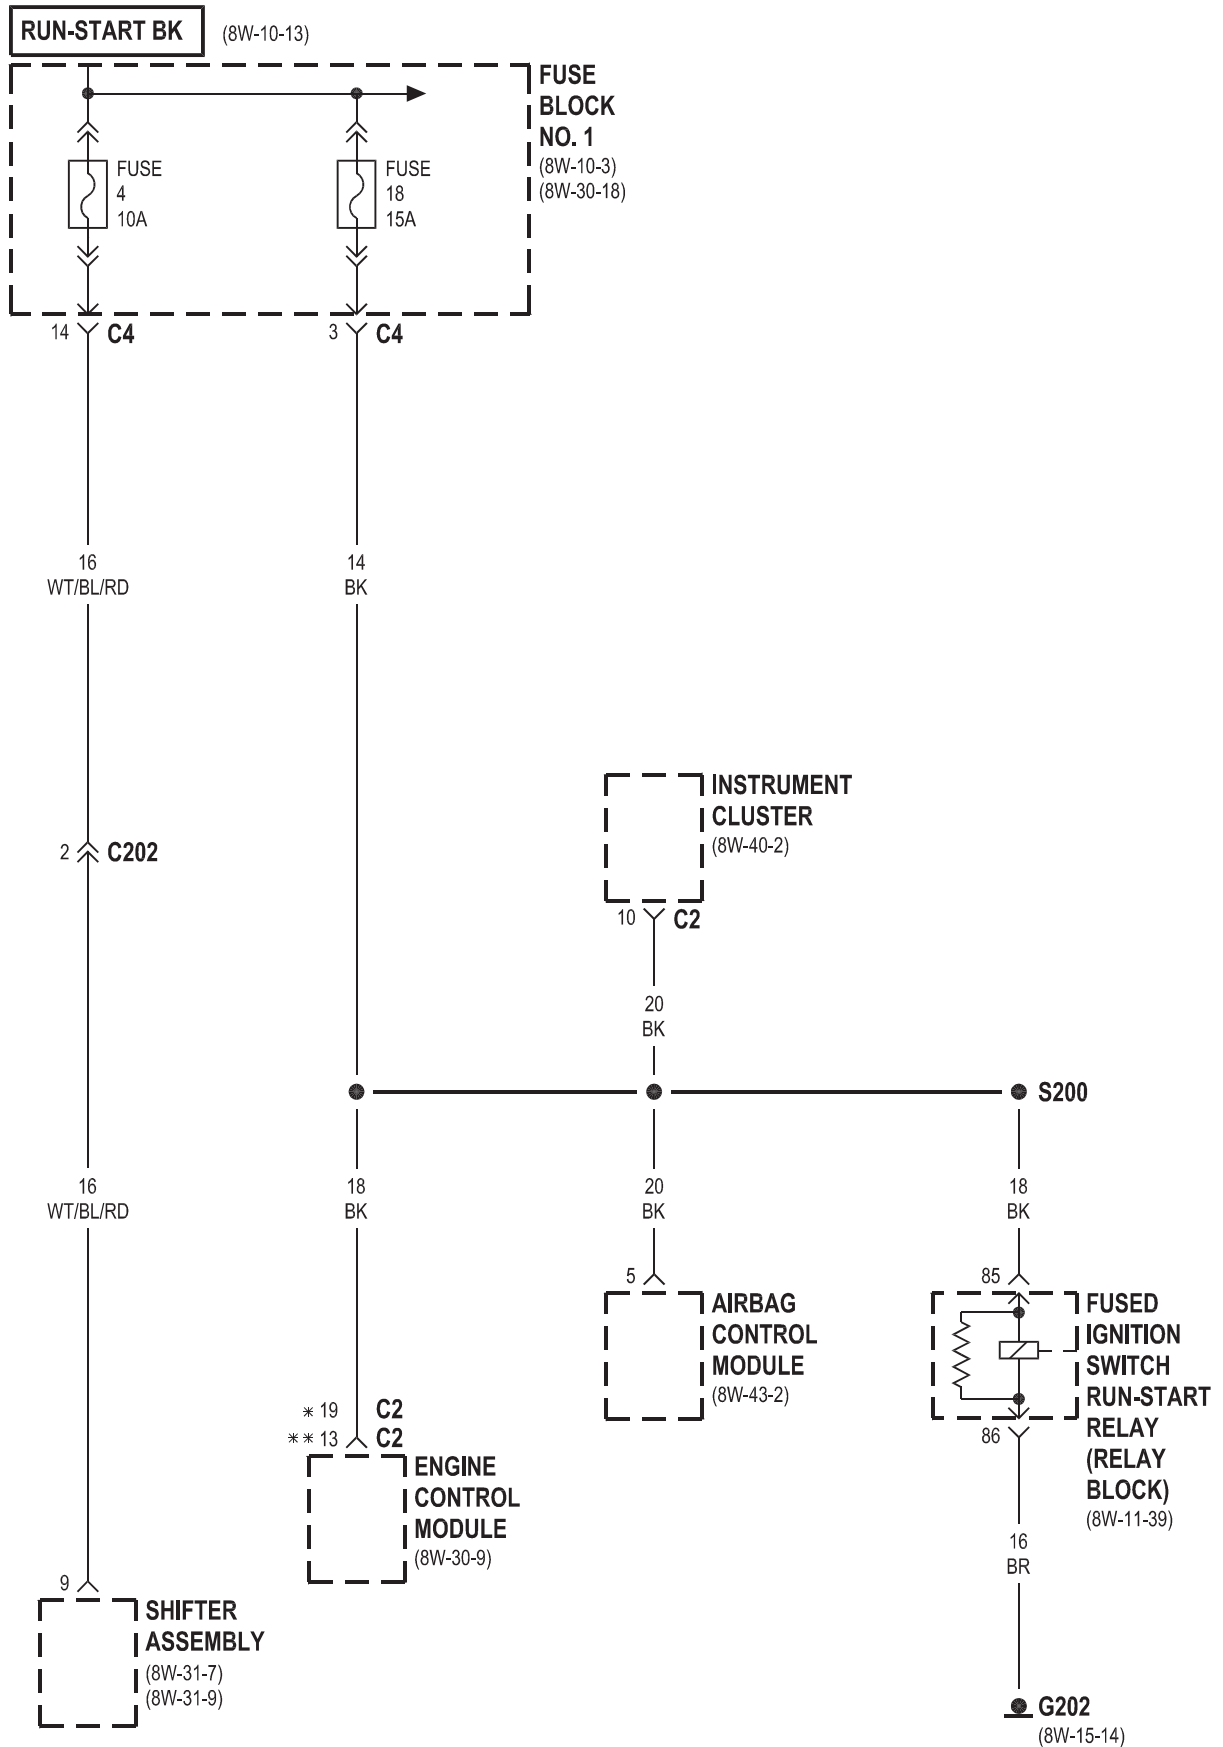 RUN-START BK (8W-10-13)
FUSE
BLOCK
NO. 1
(8W-10-3)
(8W-30-18)
FUSE
4
10A
FUSE
18
15A
14 C4
3 C4
16
WT/BL/RD
14
BK
INSTRUMENT
CLUSTER
(8W-40-2)
2 C202
10 C2
20
BK
S200
16
WT/BL/RD
18
BK
20
BK
18
BK
5
AIRBAG
CONTROL
MODULE
(8W-43-2)
85
FUSED
IGNITION
SWITCH
RUN-START
RELAY
(RELAY
BLOCK)
(8W-11-39)
86
* 19 C2
** 13 C2
ENGINE
CONTROL
MODULE
(8W-30-9)
16
BR
9
SHIFTER
ASSEMBLY
(8W-31-7)
(8W-31-9)
G202
(8W-15-14)